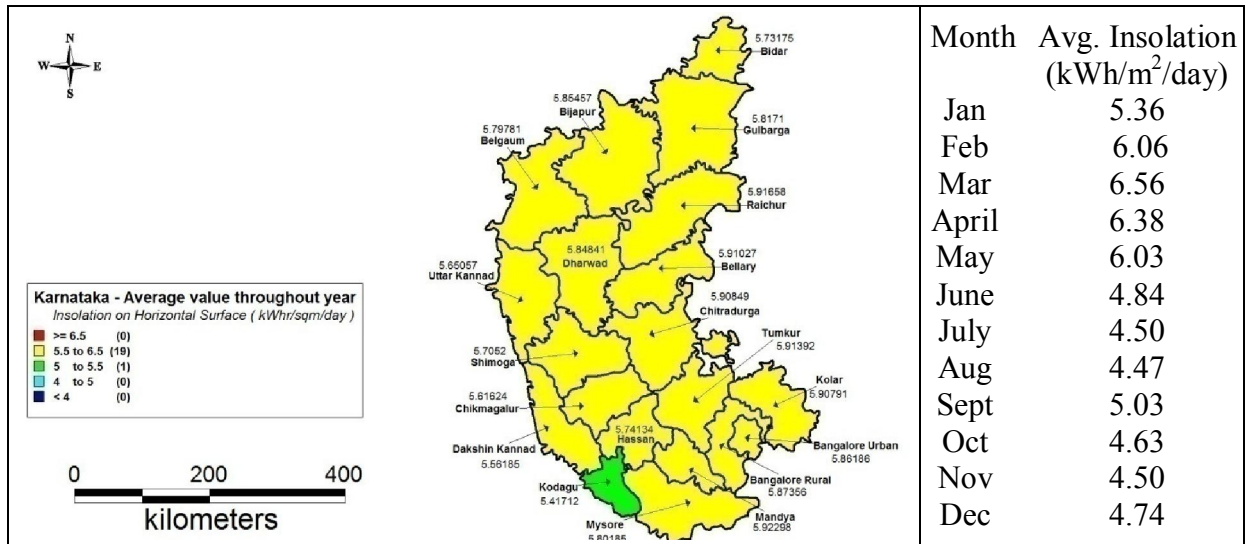 N
W E
S
5.73175
Bidar
5.85457
Bijapur
5.8171
Gulbarga
5.79781
Belgaum
5.91658
Raichur
5.84841
Dharwad
5.91027
Bellary
5.65057
Uttar Kannad
5.90849
Chitradurga
Tumkur
5.91392
5.7052
Shimoga
Kolar
5.90791
5.61624
Chikmagalur
5.74134
Hassan
Dakshin Kannad
5.56185
Bangalore Urban
5.86186
Bangalore Rural
5.87356
Kodagu
5.41712
Mandya
5.92298
Mysore
5.80185
Karnataka - Average value throughout year
Insolation on Horizontal Surface ( kWhr/sqm/day )
>= 6.5 (0)
5.5 to 6.5 (19)
5 to 5.5 (1)
4 to 5 (0)
< 4 (0)
0 200 400
kilometers
Month Avg. Insolation
(kWh/m²/day)
Jan 5.36
Feb 6.06
Mar 6.56
April 6.38
May 6.03
June 4.84
July 4.50
Aug 4.47
Sept 5.03
Oct 4.63
Nov 4.50
Dec 4.74